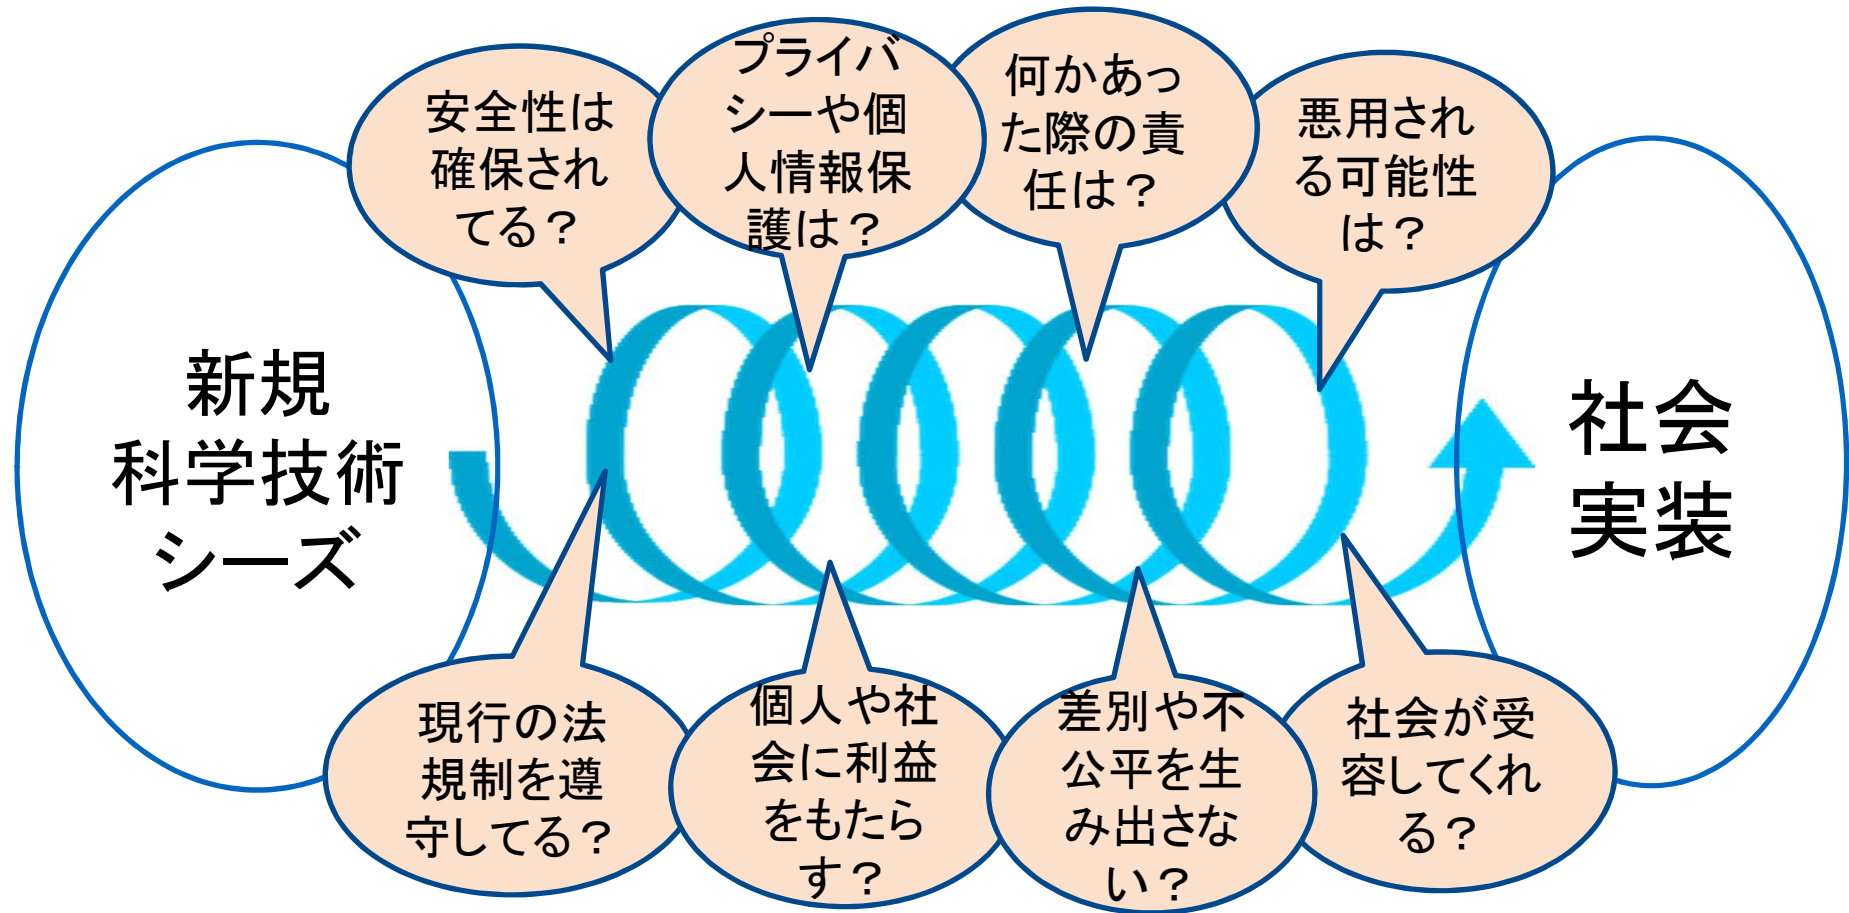 安全性は
確保され
てる？
プライバ
シーや個
人情報保
護は？
何かあっ
た際の責
任は？
悪用され
る可能性
は？
新規
科学技術
シーズ
社会
実装
現行の法
規制を遵
守してる？
個人や社
会に利益
をもたら
す？
差別や不
公平を生
み出さな
い？
社会が受
容してくれ
る？